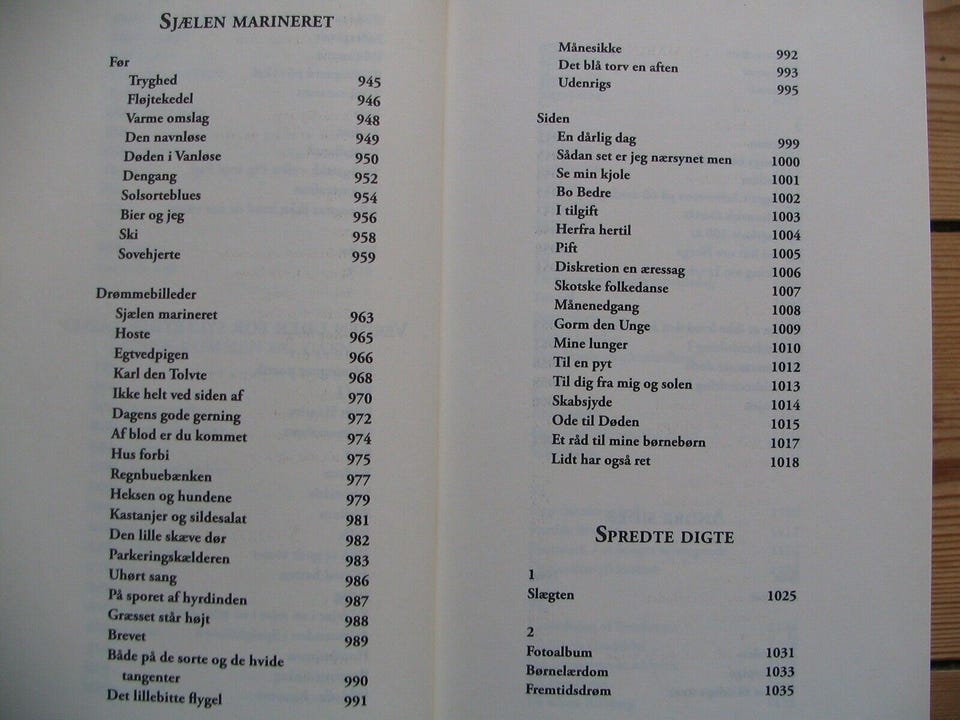 SJÆLEN MARINERET
Før
Tryghed 945
Fløjtekedel 946
Varme omslag 948
Den navnløse 949
Døden i Vanløse 950
Dengang 952
Solsorteblues 954
Bier og jeg 956
Ski 958
Sovehjerte 959
Drømmebilleder
Sjælen marineret 963
Hoste 965
Egtvedpigen 966
Karl den Tolvte 968
Ikke helt ved siden af 970
Dagens gode gerning 972
Af blod er du kommet 974
Hus forbi 975
Regnbuebænken 977
Heksen og hundene 979
Kastanjer og sildesalat 981
Den lille skæve dør 982
Parkeringskælderen 983
Uhørt sang 986
På sporet af hyrdinden 987
Græsset står højt 988
Brevet 989
Både på de sorte og de hvide
tangenter 990
Det lillebitte flygel 991
Månesikke 992
Det blå torv en aften 993
Udenrigs 995
Siden
En dårlig dag 999
Sådan set er jeg nærsynet men 1000
Se min kjole 1001
Bo Bedre 1002
I tilgift 1003
Herfra hertil 1004
Pift 1005
Diskretion en æressag 1006
Skotske folkedanse 1007
Månenedgang 1008
Gorm den Unge 1009
Mine lunger 1010
Til en pyt 1012
Til dig fra mig og solen 1013
Skabsjyde 1014
Ode til Døden 1015
Et råd til mine børnebørn 1017
Lidt har også ret 1018
SPREDTE DIGTE
1
Slægten 1025
2
Fotoalbum 1031
Børnelærdom 1033
Fremtidsdrøm 1035